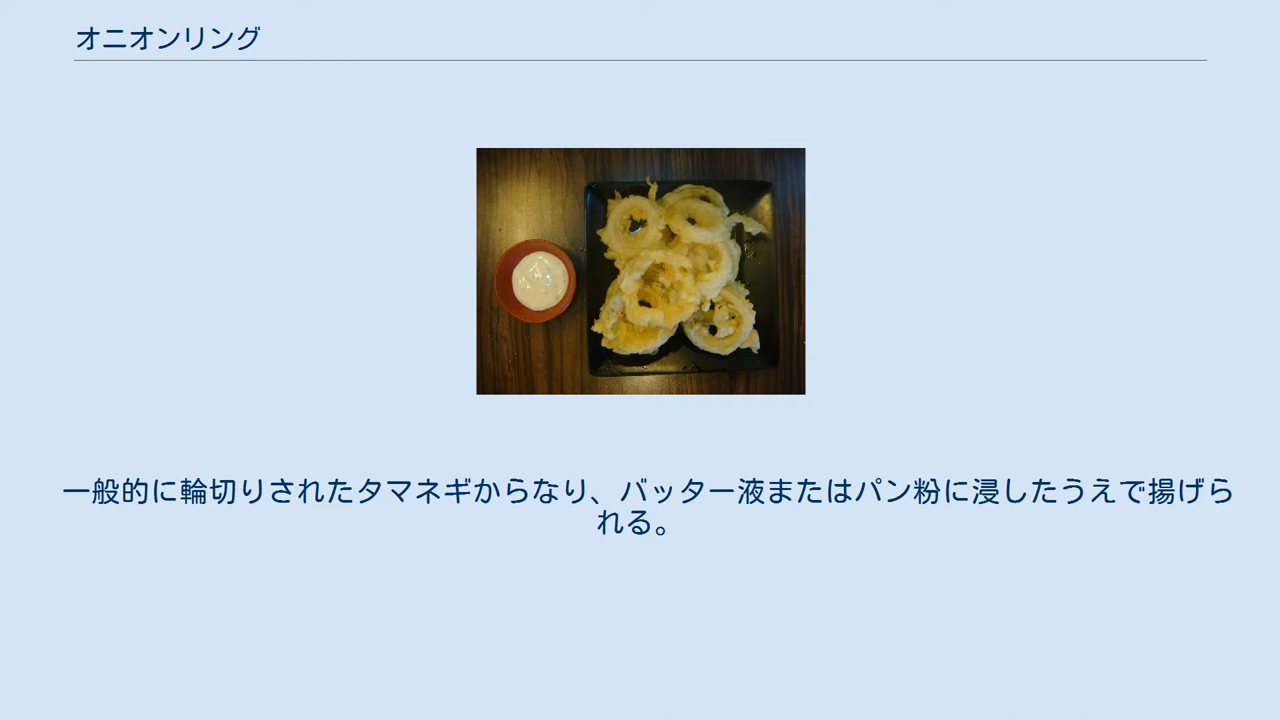 オニオンリング
一般的に輪切りされたタマネギからなり、バッター液またはパン粉に浸したうえで揚げら
れる。